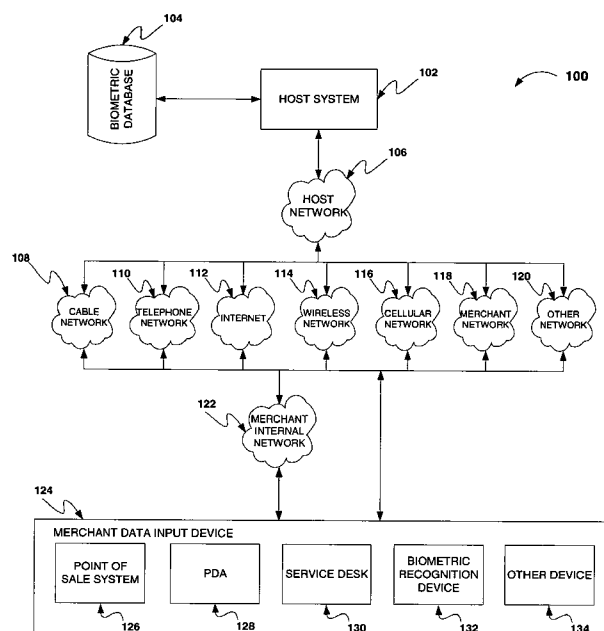 104
BIOMETRIC
DATABASE
HOST SYSTEM
102
100
106
HOST
NETWORK
108
110
112
114
116
118
120
CABLE
NETWORK
TELEPHONE
NETWORK
INTERNET
WIRELESS
NETWORK
CELLULAR
NETWORK
MERCHANT
NETWORK
OTHER
NETWORK
122
MERCHANT
INTERNAL
NETWORK
124
MERCHANT DATA INPUT DEVICE
POINT OF
SALE SYSTEM
PDA
SERVICE DESK
BIOMETRIC
RECOGNITION
DEVICE
OTHER DEVICE
126
128
130
132
134